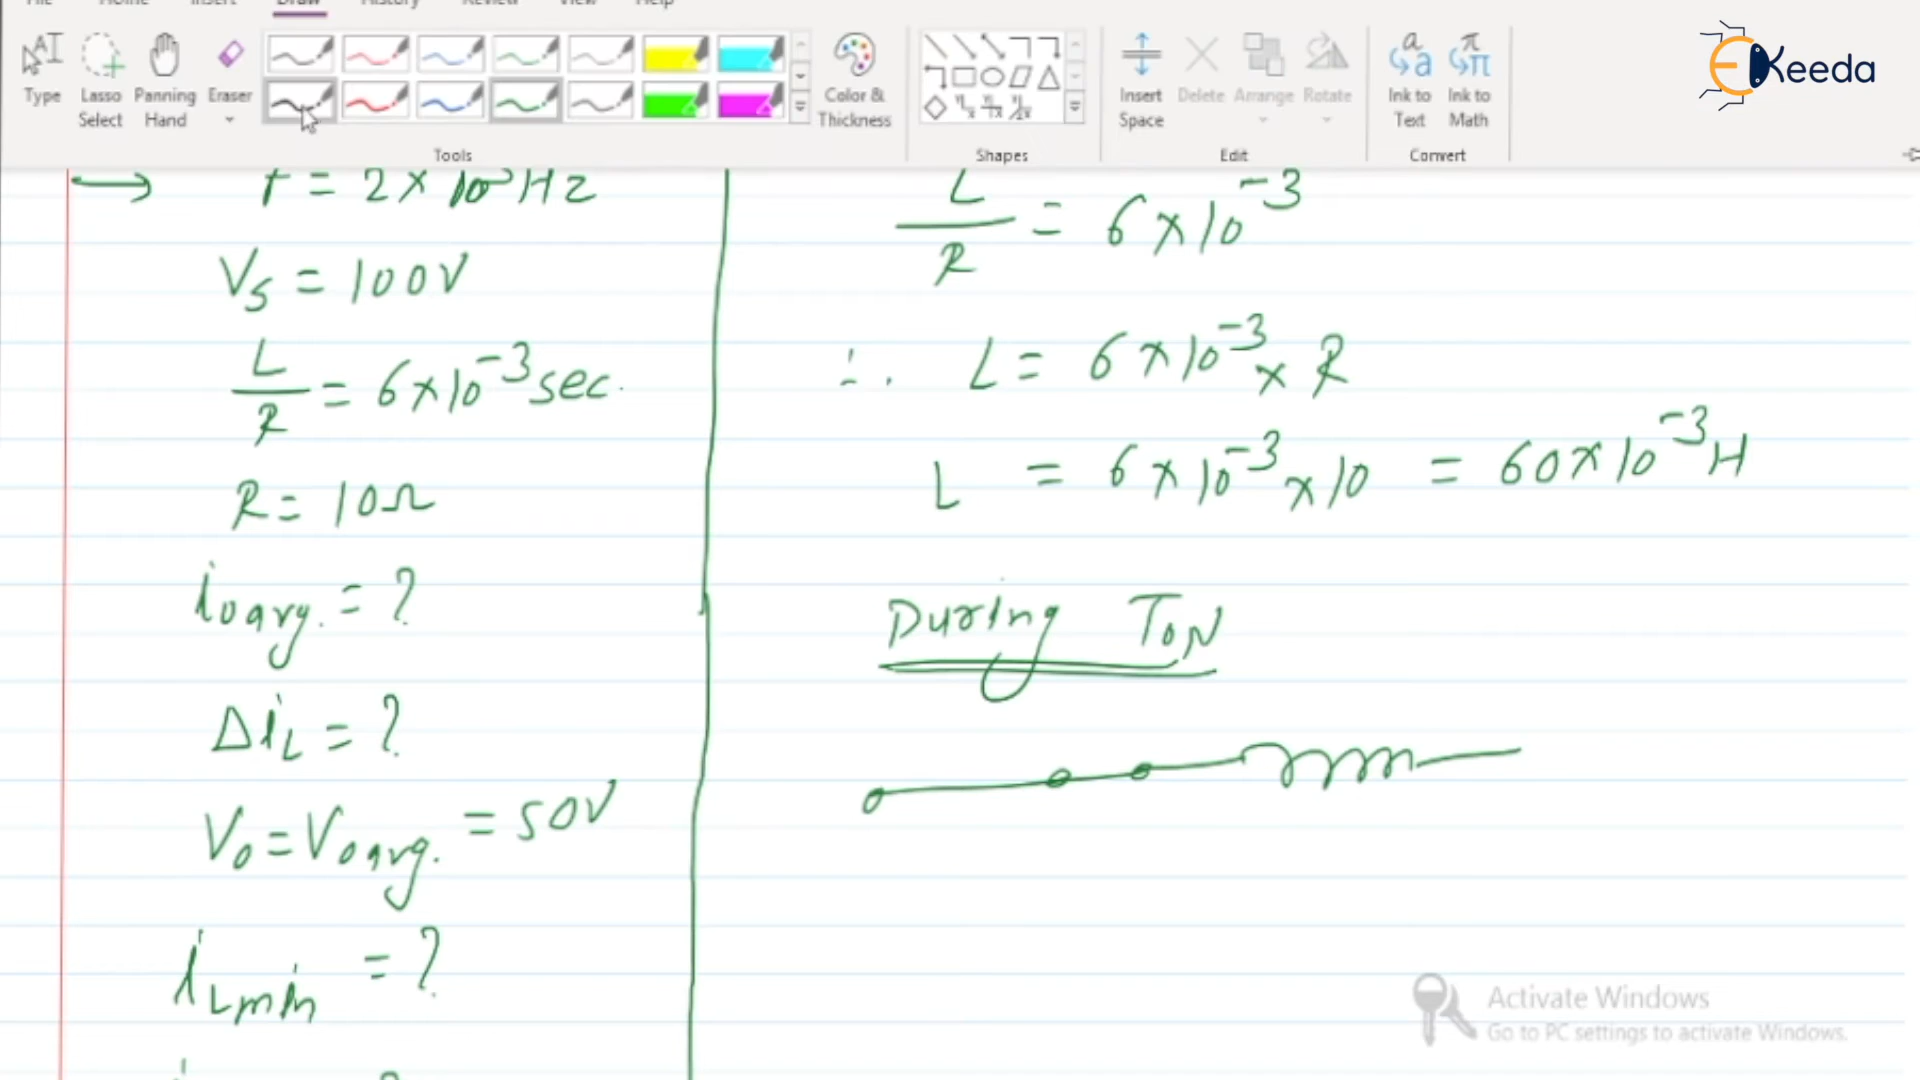 File Home Insert Draw History Review View Help
Type
Lasso Select
Panning Hand
Eraser
Color & Thickness
Insert Space
Delete
Arrange
Rotate
Ink to Text
Ink to Math
Tools
Shapes
Edit
Convert
Keeda
f = 2 × 10³ Hz
Vs = 100V
L/R = 6×10⁻³ sec.
R = 10Ω
i₀avg. = ?
Δi_L = ?
V₀ = V₀avg. = 50V
i_Lmin = ?
L/R = 6×10⁻³
∴ L = 6×10⁻³ × R
L = 6×10⁻³ × 10 = 60×10⁻³ H
During TON
Activate Windows
Go to PC settings to activate Windows.